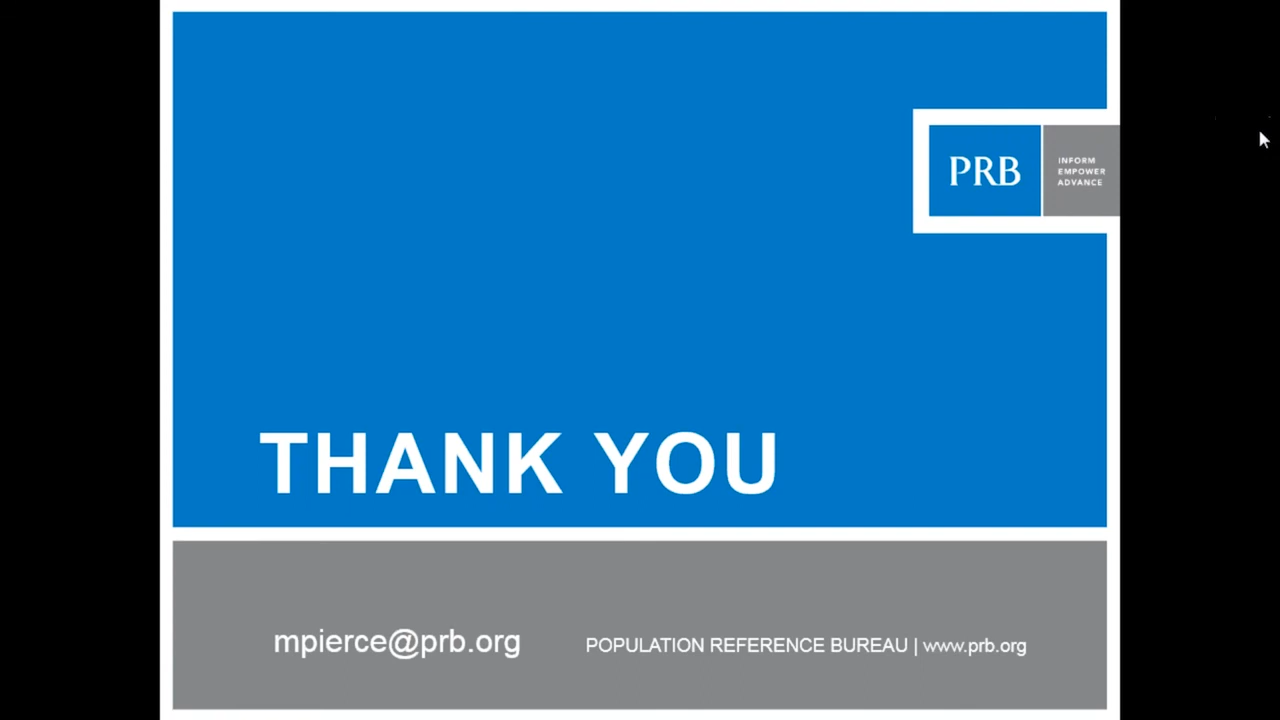 PRB
INFORM
EMPOWER
ADVANCE
THANK YOU
mpierce@prb.org
POPULATION REFERENCE BUREAU | www.prb.org